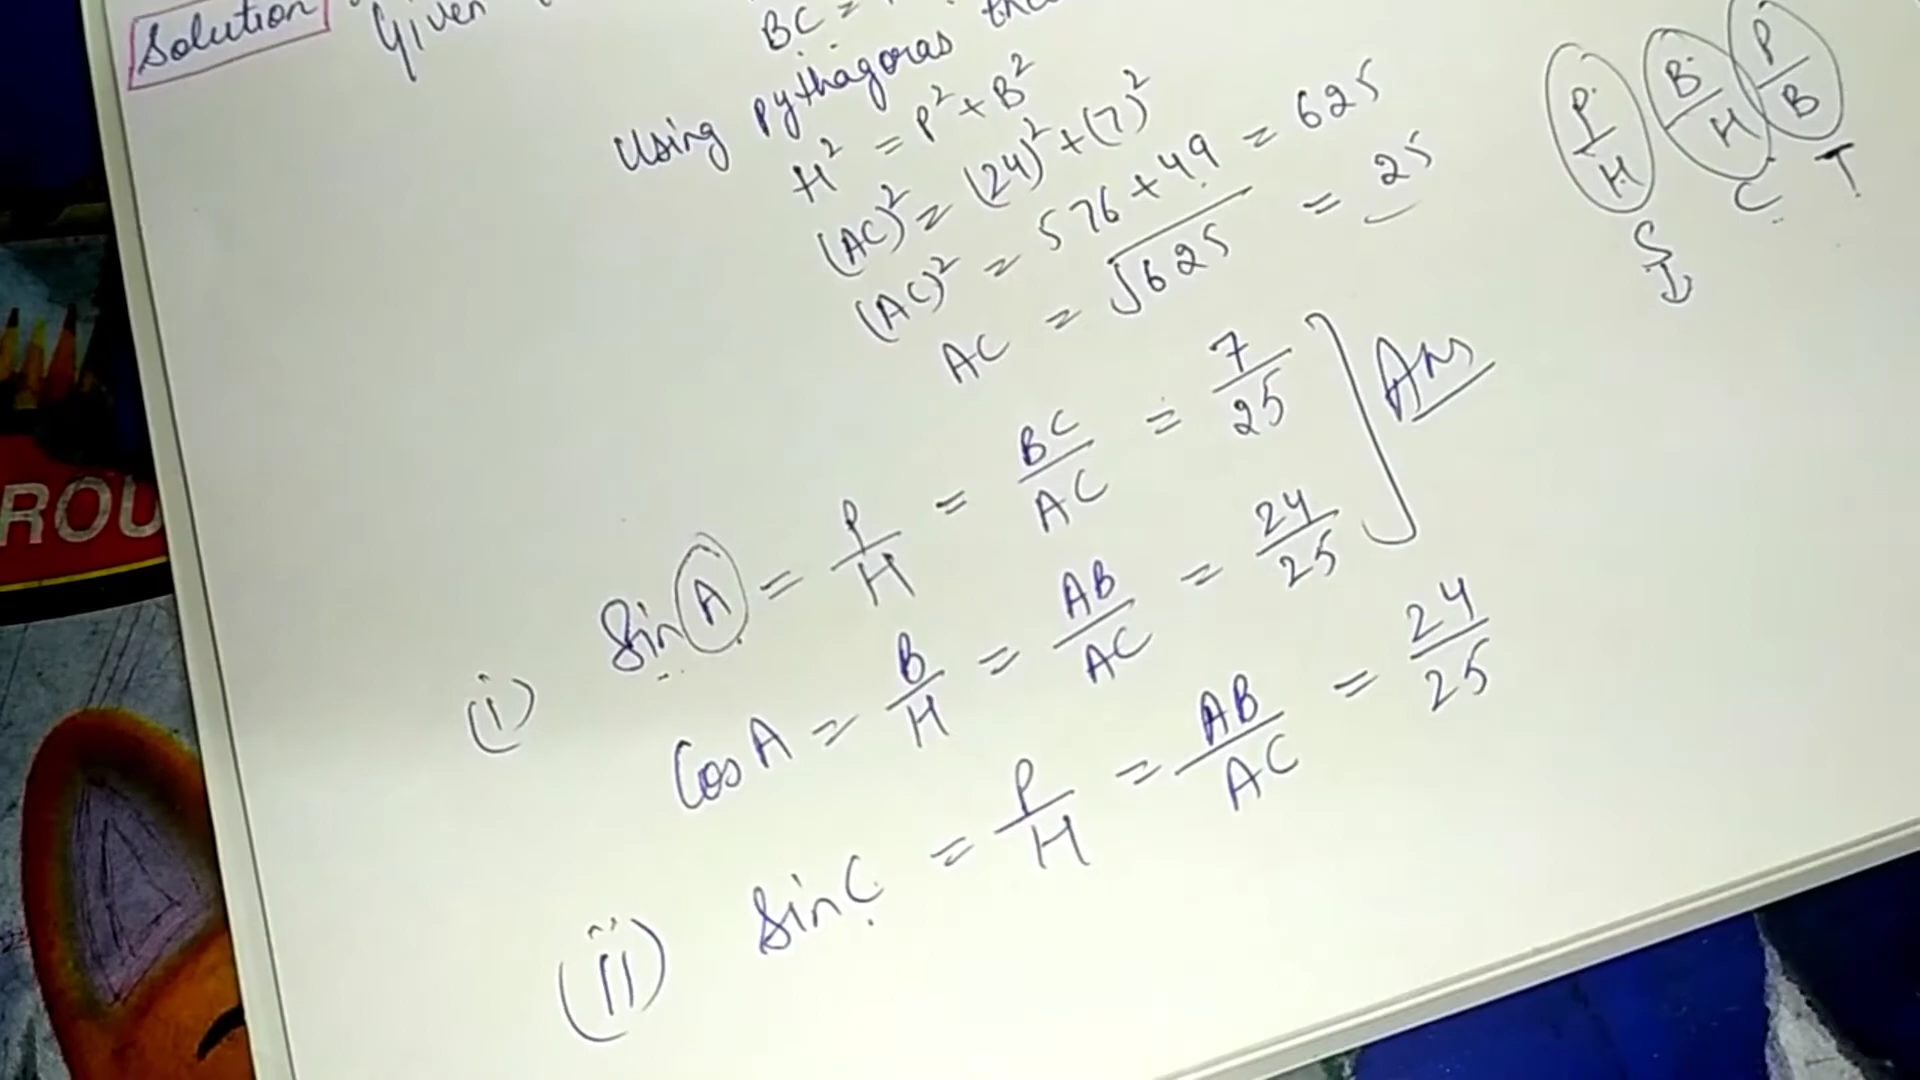 Solution Given
BC =
Using pythagoras
H² = P² + B²
(AC)² = (24)² + (7)²
(AC)² = 576 + 49 = 625
AC = √625 = 25
P/H B/H P/B
S C T
(i) Sin A = P/H = BC/AC = 7/25
Cos A = B/H = AB/AC = 24/25
Ans
(ii) Sin C = P/H = AB/AC = 24/25
ROU